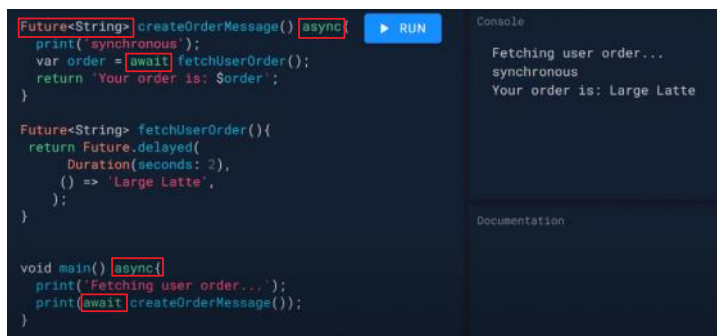 Future<String> createOrderMessage() async{
print('synchronous');
var order = await fetchUserOrder();
return 'Your order is: $order';
}
Future<String> fetchUserOrder(){
return Future.delayed(
Duration(seconds: 2),
() => 'Large Latte',
);
}
void main() async{
print('Fetching user order...');
print(await createOrderMessage());
}
RUN
Console
Fetching user order...
synchronous
Your order is: Large Latte
Documentation